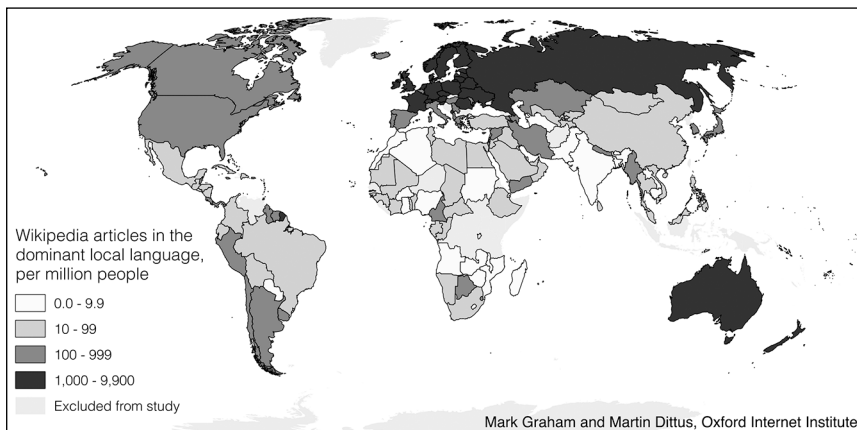 Wikipedia articles in the
dominant local language,
per million people
0.0 - 9.9
10 - 99
100 - 999
1,000 - 9,900
Excluded from study
Mark Graham and Martin Dittus, Oxford Internet Institute